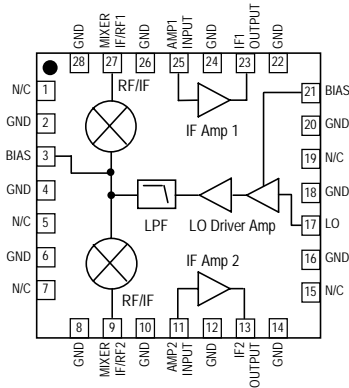 GND
MIXER
IF/RF1
GND
AMP1
INPUT
GND
IF1
OUTPUT
GND
28
27
26
25
24
23
22
N/C
1
GND
2
BIAS
3
GND
4
N/C
5
GND
6
N/C
7
RF/IF
IF Amp 1
LPF
LO Driver Amp
IF Amp 2
RF/IF
21
BIAS
20
GND
19
N/C
18
GND
17
LO
16
GND
15
N/C
8
9
10
11
12
13
14
GND
MIXER
IF/RF2
GND
AMP2
INPUT
GND
IF2
OUTPUT
GND